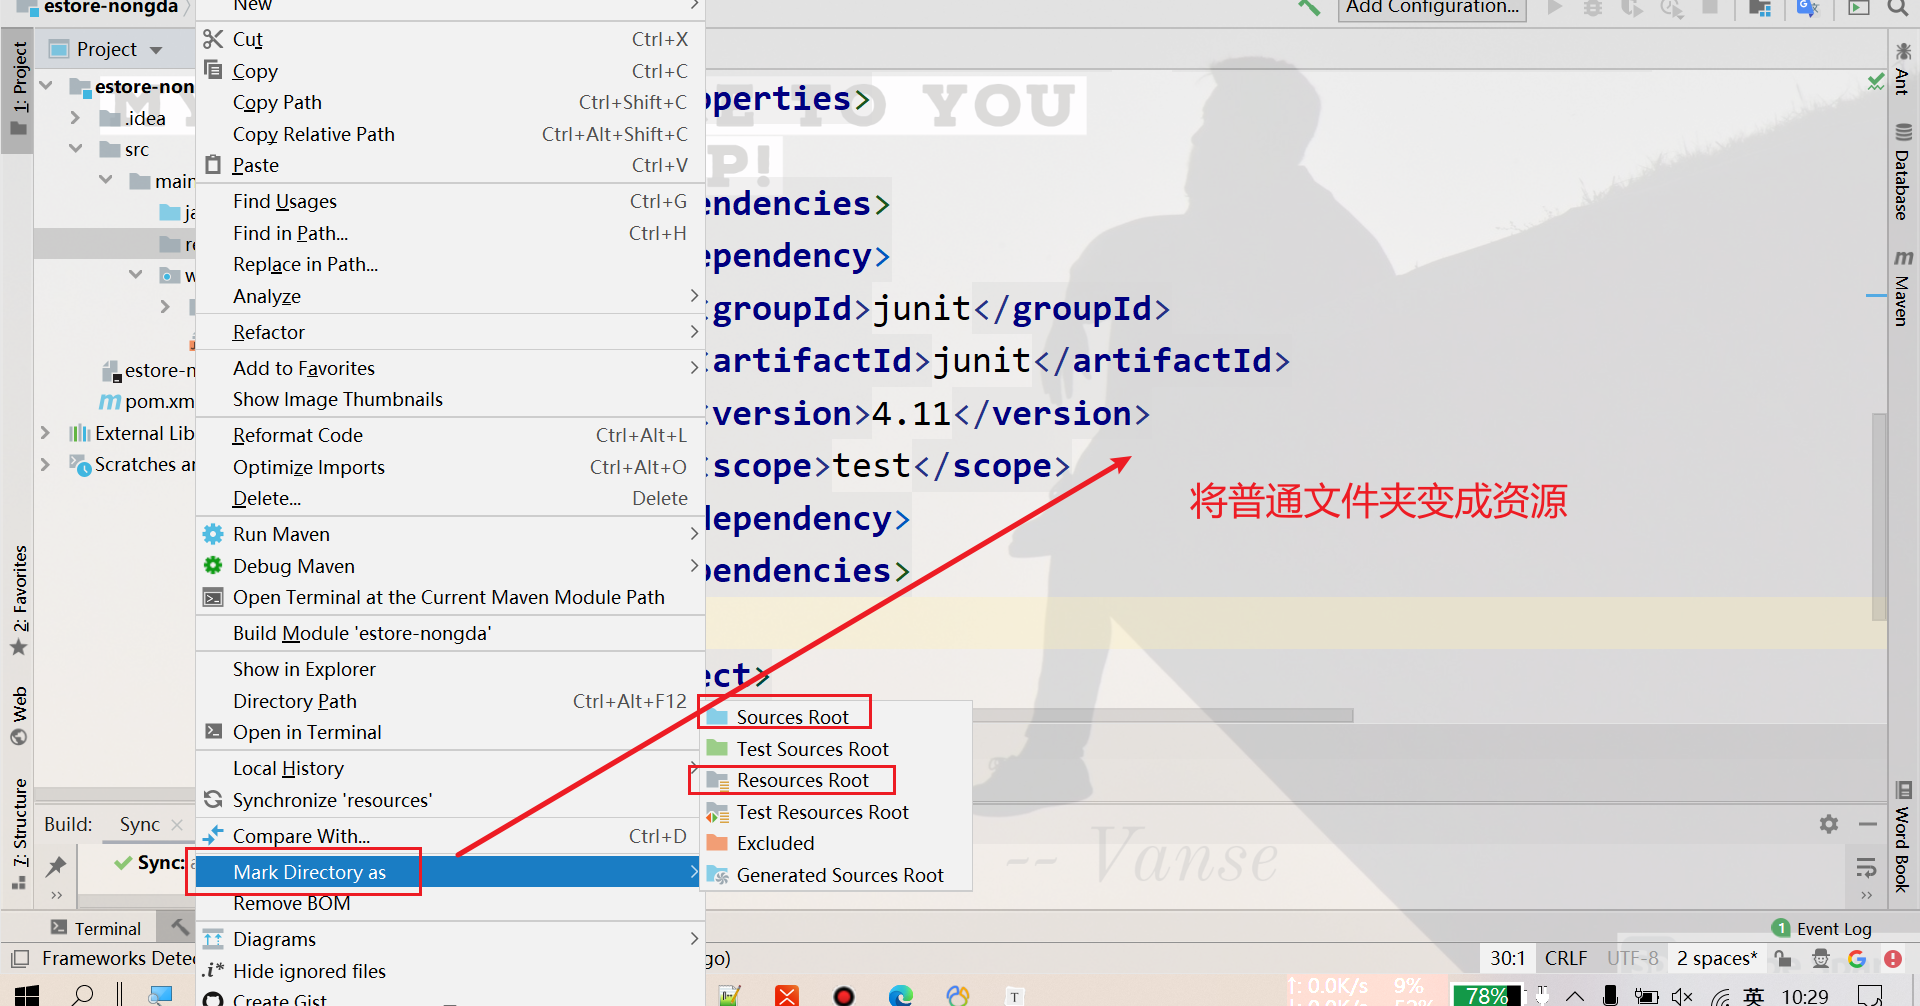 estore-nongda
New
Add Configuration...
1: Project
Project
estore-non
.idea
src
main
pom.xm
External Lib
Scratches a
Cut Ctrl+X
Copy Ctrl+C
Copy Path Ctrl+Shift+C
Copy Relative Path Ctrl+Alt+Shift+C
Paste Ctrl+V
Find Usages Ctrl+G
Find in Path... Ctrl+H
Replace in Path...
Analyze
Refactor
Add to Favorites
Show Image Thumbnails
Reformat Code Ctrl+Alt+L
Optimize Imports Ctrl+Alt+O
Delete... Delete
Run Maven
Debug Maven
Open Terminal at the Current Maven Module Path
Build Module 'estore-nongda'
Show in Explorer
Directory Path Ctrl+Alt+F12
Open in Terminal
Local History
Synchronize 'resources'
Compare With... Ctrl+D
Mark Directory as
Remove BOM
Diagrams
Hide ignored files
Create Gist
Sources Root
Test Sources Root
Resources Root
Test Resources Root
Excluded
Generated Sources Root
TO YOU
P!
operties>
endencies>
ependency>
groupId>junit</groupId>
artifactId>junit</artifactId>
version>4.11</version>
scope>test</scope>
dependency>
pendencies>
ect>
将普通文件夹变成资源
-- Vanse
Ant
Database
Maven
Word Book
2: Favorites
Web
7: Structure
Build: Sync
Sync:
Terminal
Event Log
Frameworks Dete
go)
30:1 CRLF UTF-8 2 spaces*
↑: 0.0K/s 9%
78%
英 10:29